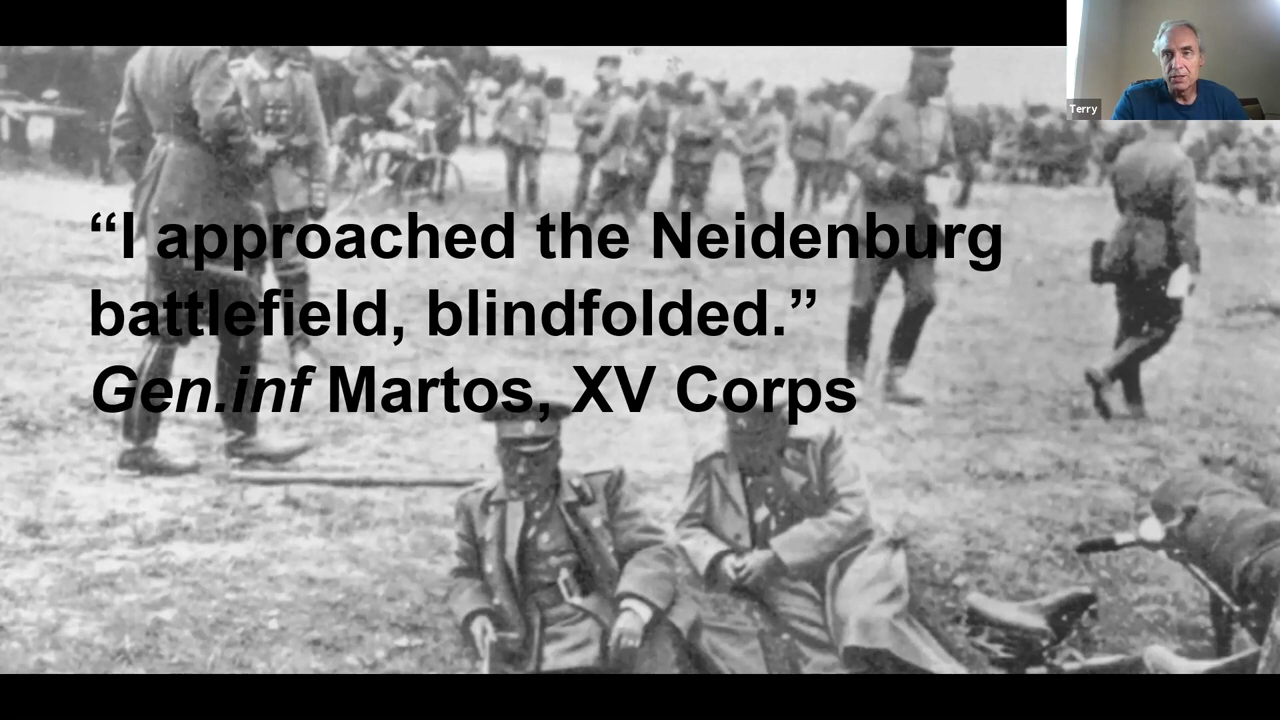 Terry
“I approached the Neidenburg
battlefield, blindfolded.”
Gen.inf Martos, XV Corps